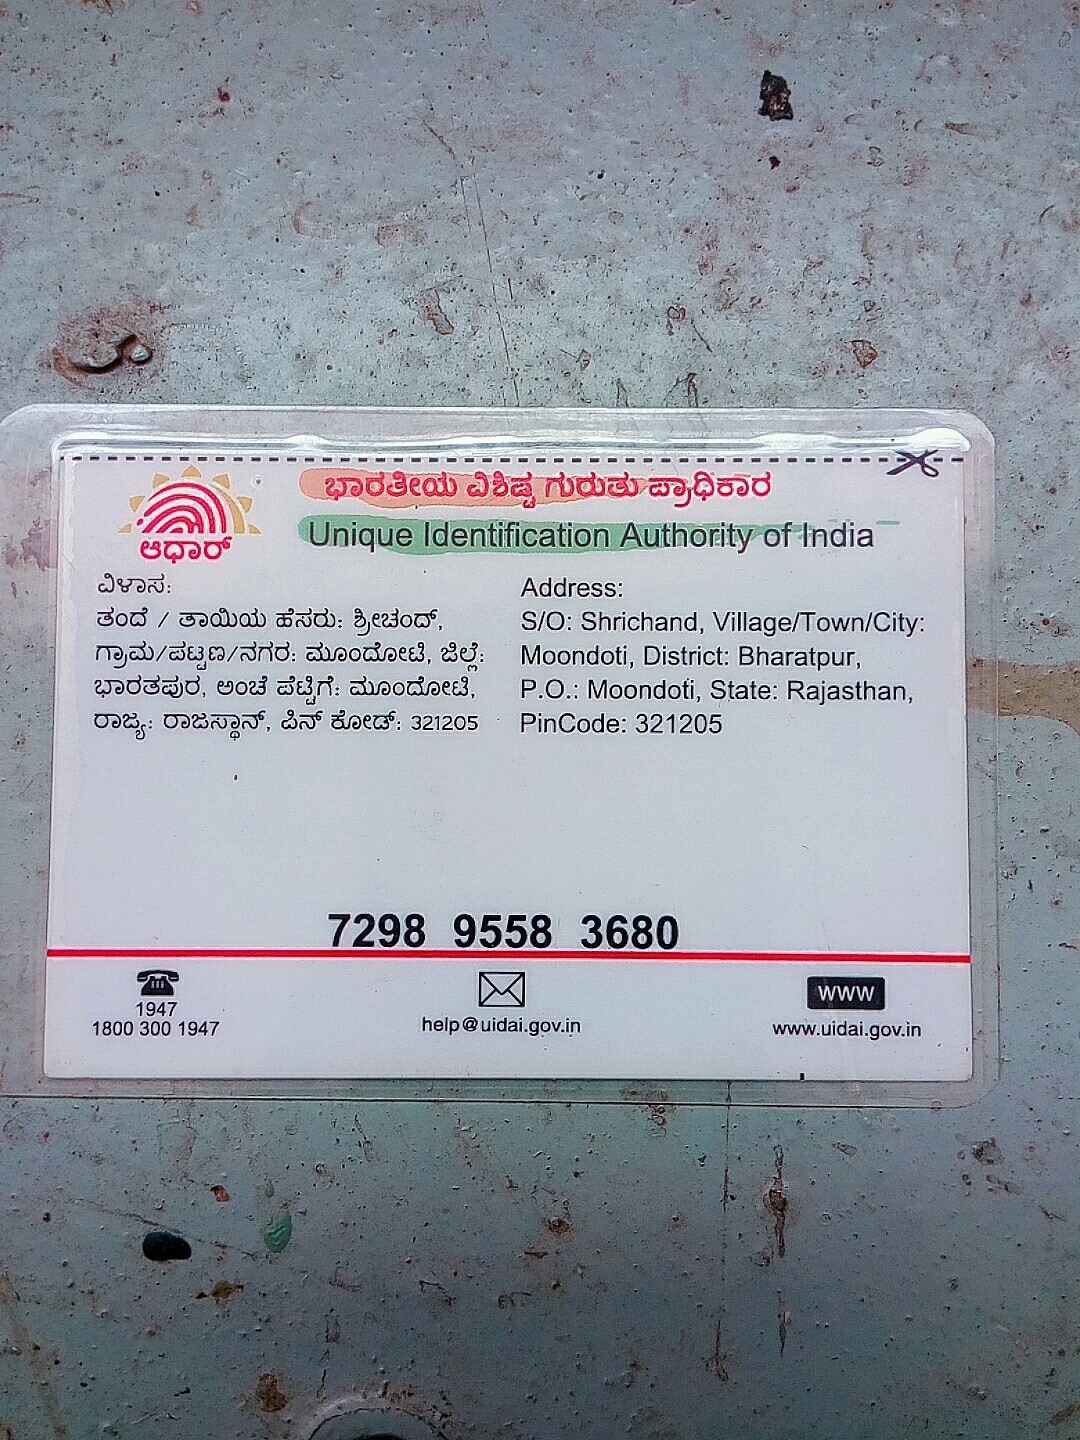 ಭಾರತೀಯ ವಿಶಿಷ್ಟ ಗುರುತು ಪ್ರಾಧಿಕಾರ
Unique Identification Authority of India
ಆಧಾರ್
ವಿಳಾಸ:
ತಂದೆ / ತಾಯಿಯ ಹೆಸರು: ಶ್ರೀಚಂದ್,
ಗ್ರಾಮ/ಪಟ್ಟಣ/ನಗರ: ಮೂಂದೋಟಿ, ಜಿಲ್ಲೆ:
ಭಾರತಪುರ, ಅಂಚೆ ಪೆಟ್ಟಿಗೆ: ಮೂಂದೋಟಿ,
ರಾಜ್ಯ: ರಾಜಸ್ಥಾನ್, ಪಿನ್ ಕೋಡ್: 321205
Address:
S/O: Shrichand, Village/Town/City:
Moondoti, District: Bharatpur,
P.O.: Moondoti, State: Rajasthan,
PinCode: 321205
7298 9558 3680
1947
1800 300 1947
help@uidai.gov.in
www
www.uidai.gov.in